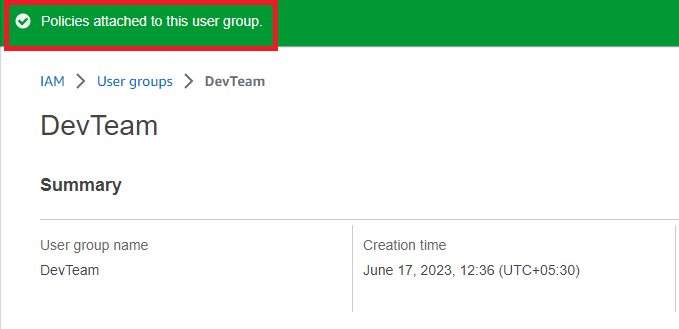 Policies attached to this user group.
IAM > User groups > DevTeam
DevTeam
Summary
User group name
DevTeam
Creation time
June 17, 2023, 12:36 (UTC+05:30)